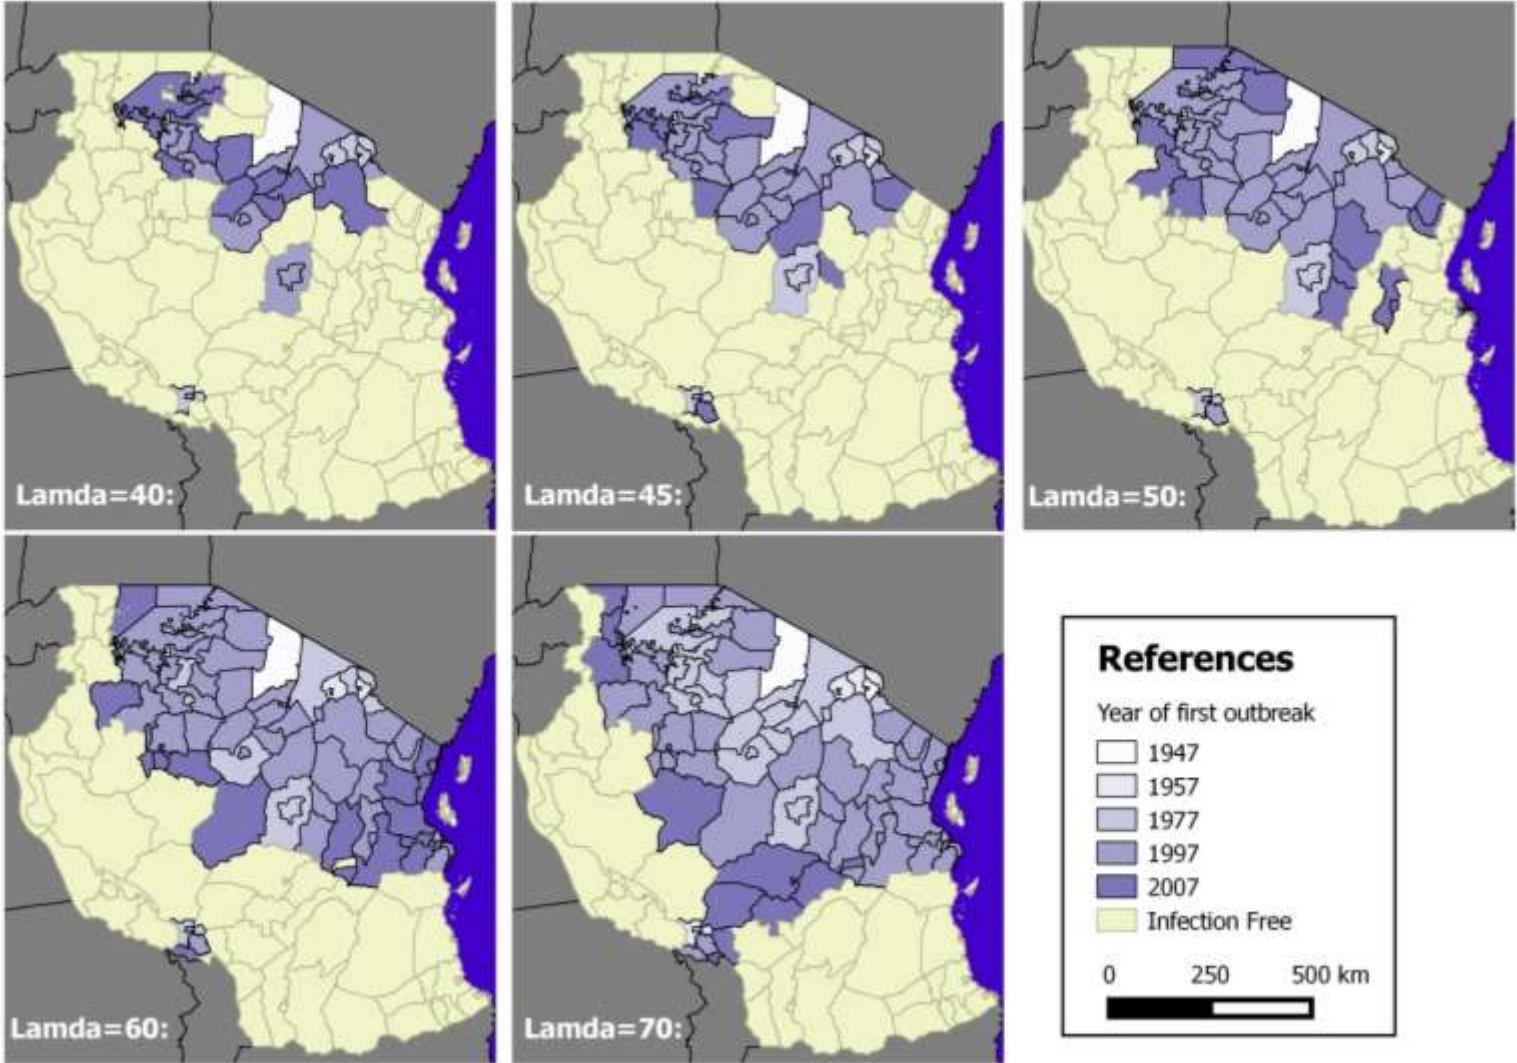 Lamda=40:
Lamda=45:
Lamda=50:
Lamda=60:
Lamda=70:
References
Year of first outbreak
1947
1957
1977
1997
2007
Infection Free
0 250 500 km